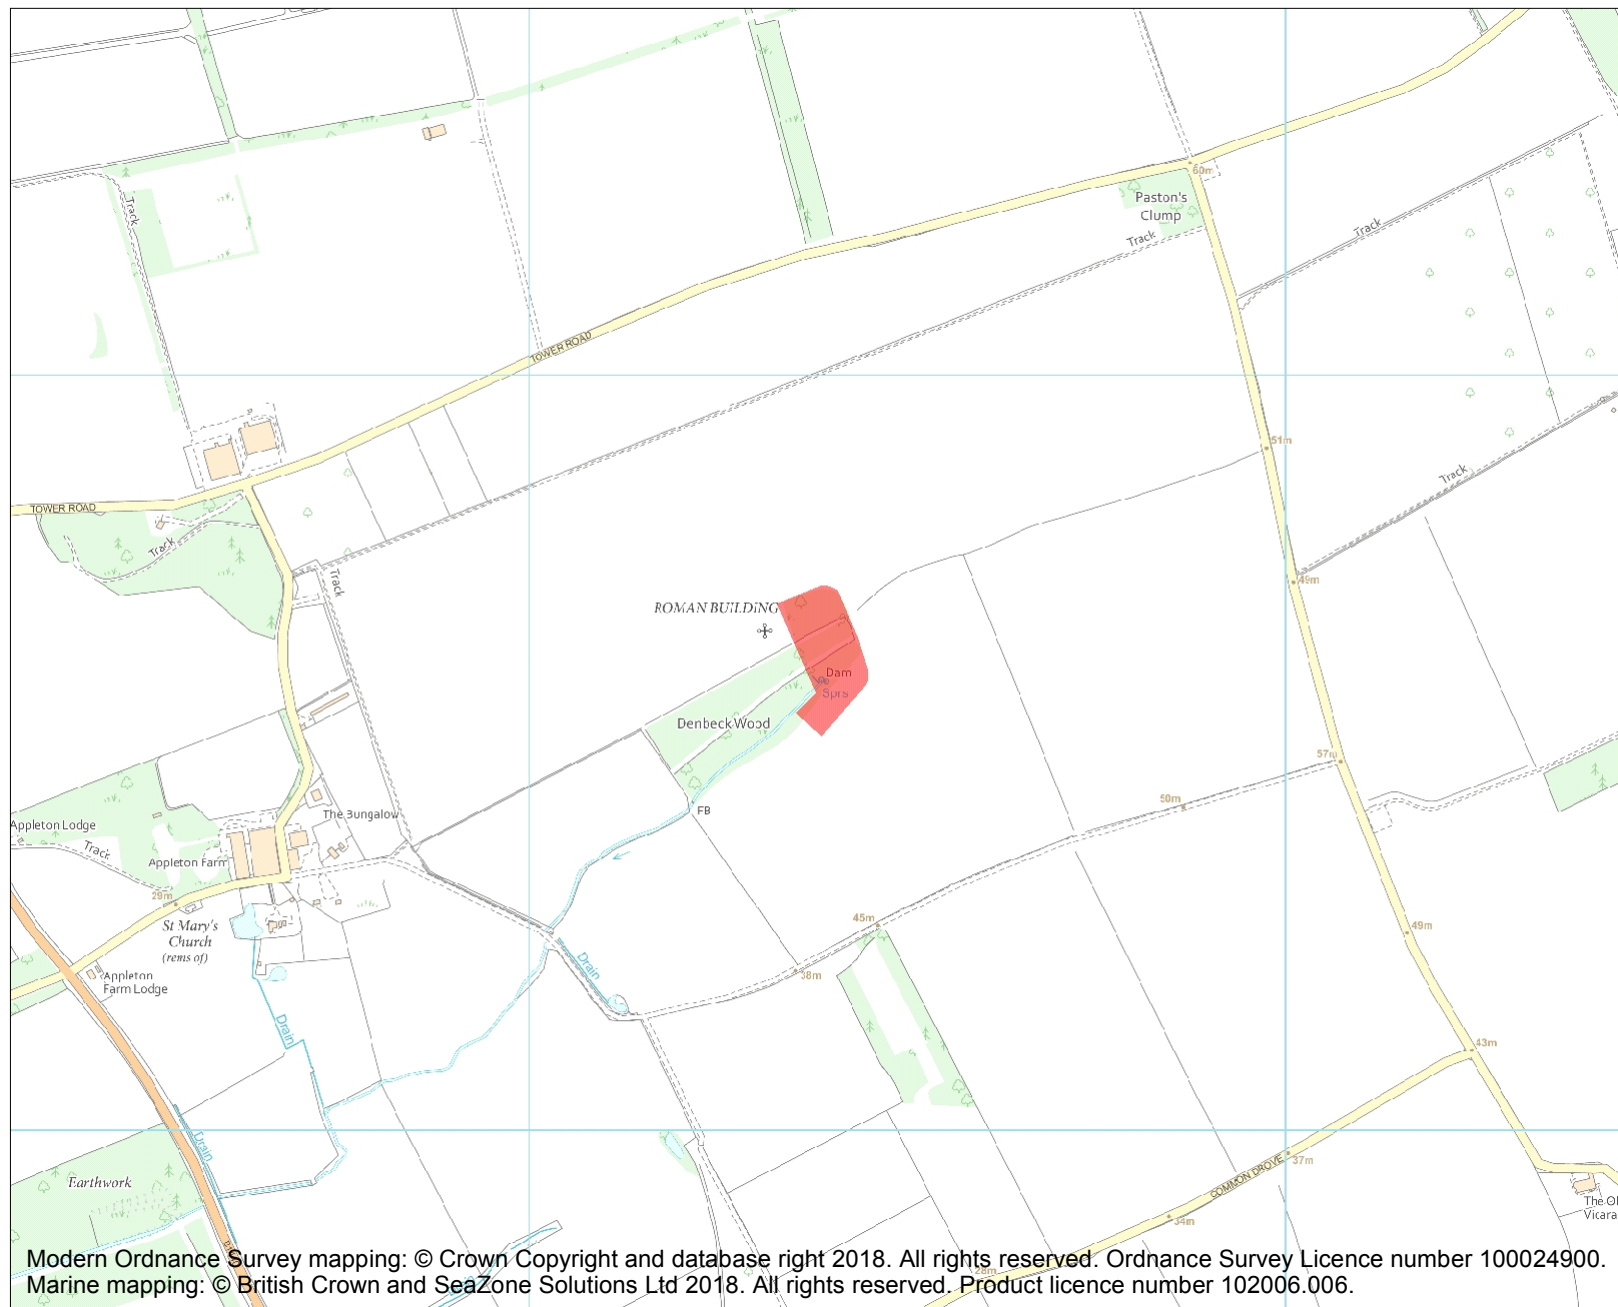 Paston's
Clump
60m
Track
Track
Track
TOWER ROAD
51m
Track
TOWER ROAD
Track
Track
49m
ROMAN BUILDING
Dam
Sprs
Denbeck Wood
57m
50m
FB
The Bungalow
Appleton Lodge
Track
Appleton Farm
29m
St Mary's
Church
(rems of)
45m
49m
Appleton
Farm Lodge
38m
Drain
Drain
43m
Drain
Earthwork
COMMON DROVE
37m
34m
The Ol
Vicara
28m
Modern Ordnance Survey mapping: © Crown Copyright and database right 2018. All rights reserved. Ordnance Survey Licence number 100024900.
Marine mapping: © British Crown and SeaZone Solutions Ltd 2018. All rights reserved. Product licence number 102006.006.